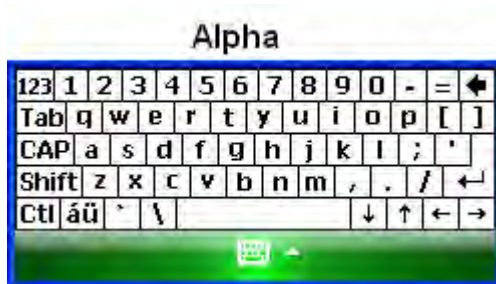 Alpha
123 1 2 3 4 5 6 7 8 9 0 - = 🡸
Tab q w e r t y u i o p [ ]
CAP a s d f g h j k l ; '
Shift z x c v b n m , . / ↵
Ctl áü ` \ ↓ ↑ ← →